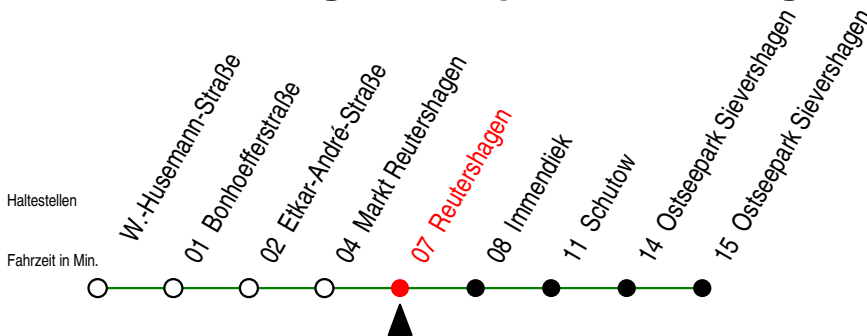 W.-Husemann-Straße
01 Bonhoefferstraße
02 Etkar-André-Straße
04 Markt Reutershagen
07 Reutershagen
08 Immendiek
11 Schutow
14 Ostseepark Sievershagen
15 Ostseepark Sievershagen
Haltestellen
Fahrzeit in Min.